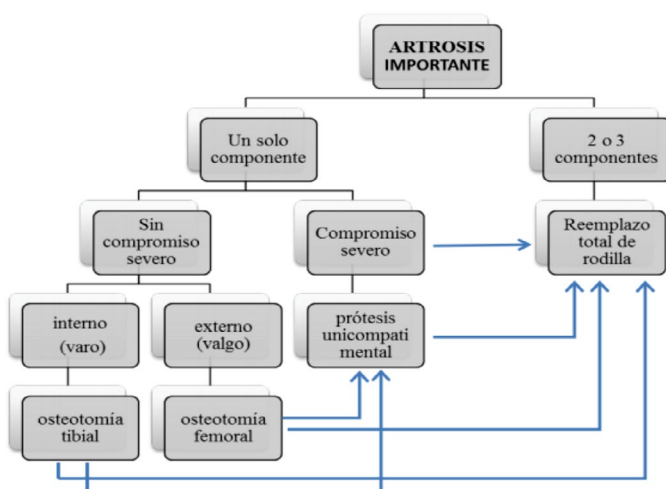 ARTROSIS
IMPORTANTE
Un solo
componente
2 o 3
componentes
Sin
compromiso
severo
Compromiso
severo
Reemplazo
total de
rodilla
interno
(varo)
externo
(valgo)
prótesis
unicompati
mental
osteotomía
tibial
osteotomía
femoral